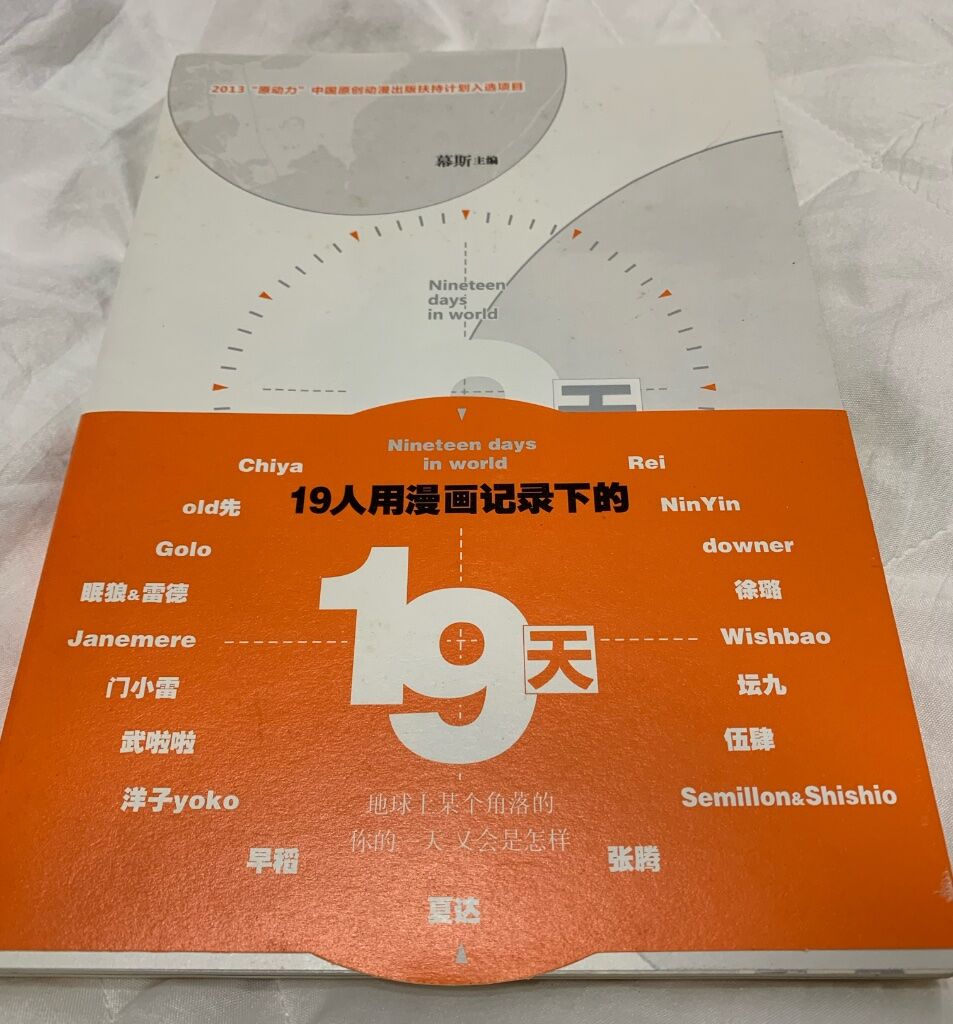 2013“原动力”中国原创动漫出版扶持计划入选项目
幕斯 主编
Nineteen
days
in world
天
Nineteen days
in world
Chiya
Rei
19人用漫画记录下的
old先
NinYin
Golo
downer
眠狼&雷德
徐璐
19天
Janemere
Wishbao
门小雷
坛九
武啦啦
伍肆
洋子yoko
Semillon&Shishio
地球上某个角落的
你的一天 又会是怎样
早稻
张腾
夏达